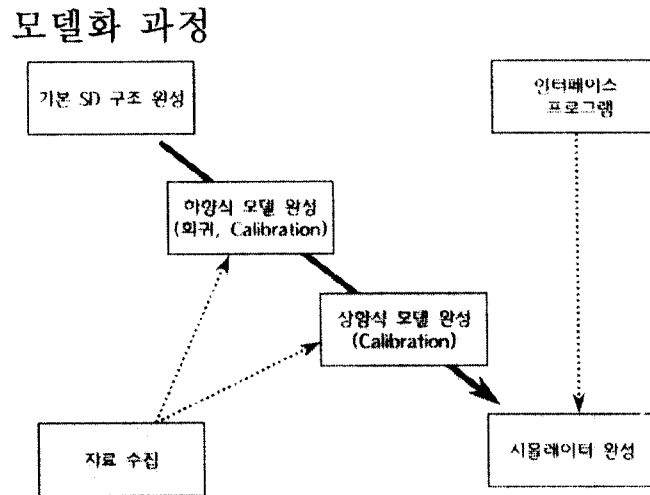 모델화 과정
기본 SD 구조 완성
인터페이스
프로그램
하향식 모델 완성
(회귀, Calibration)
상향식 모델 완성
(Calibration)
자료 수집
시뮬레이터 완성